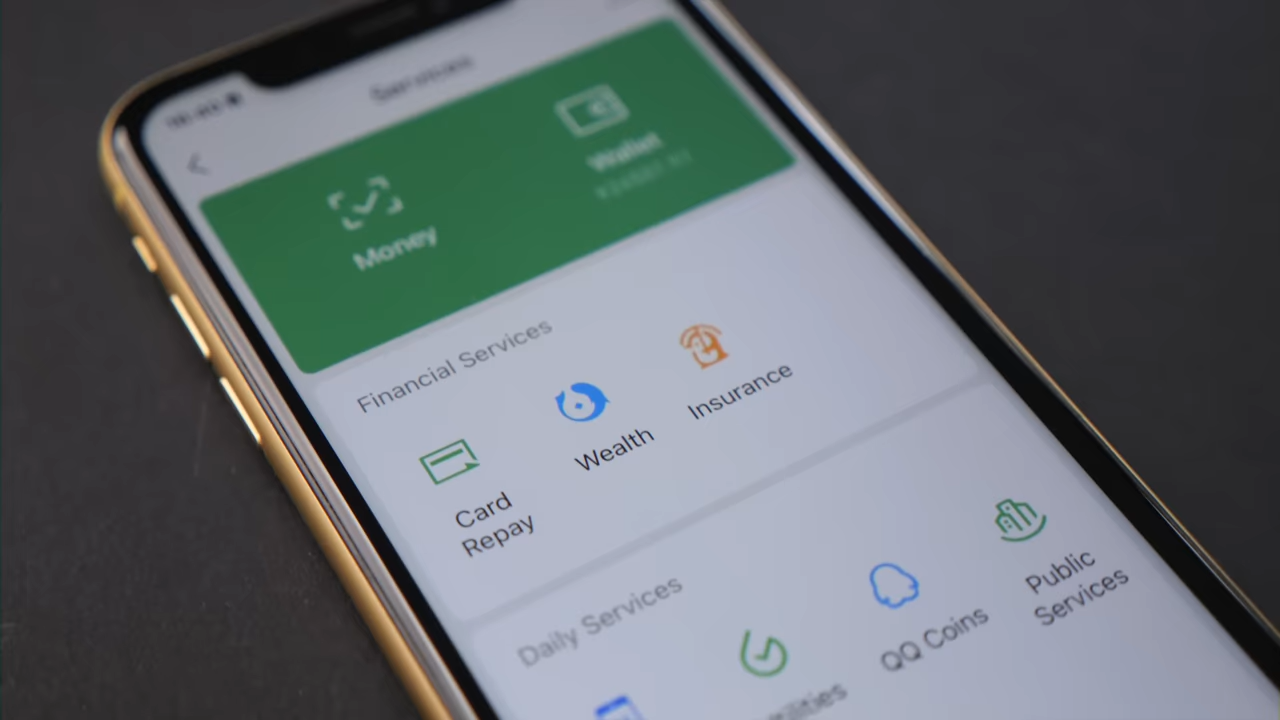 Services
Money
Wallet
Financial Services
Card
Repay
Wealth
Insurance
Daily Services
QQ Coins
Public
Services